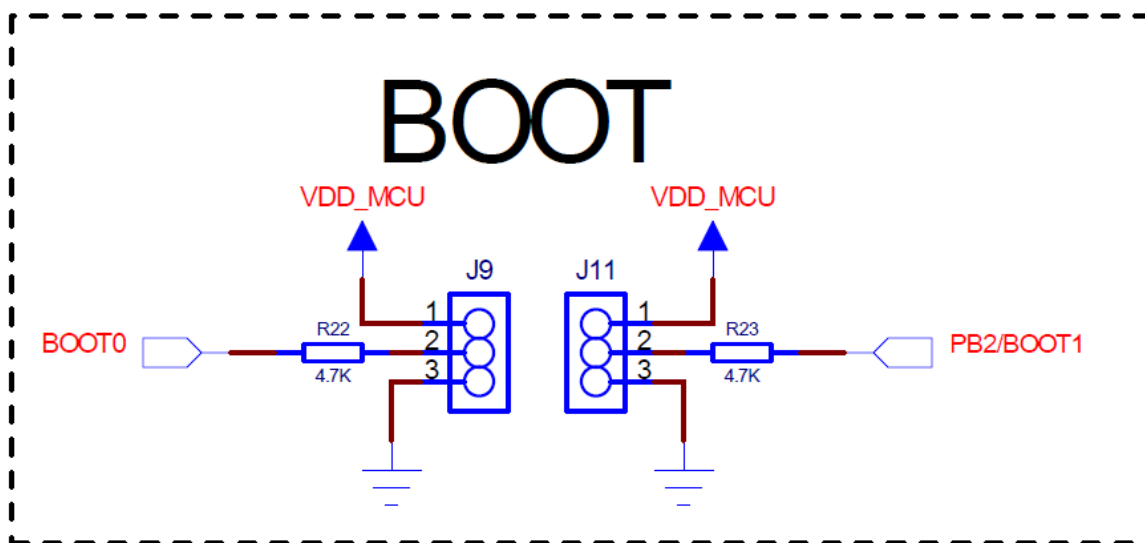 BOOT
VDD_MCU VDD_MCU
J9 J11
1 1
R22 R23
BOOT0 2 2 PB2/BOOT1
4.7K 3 3 4.7K